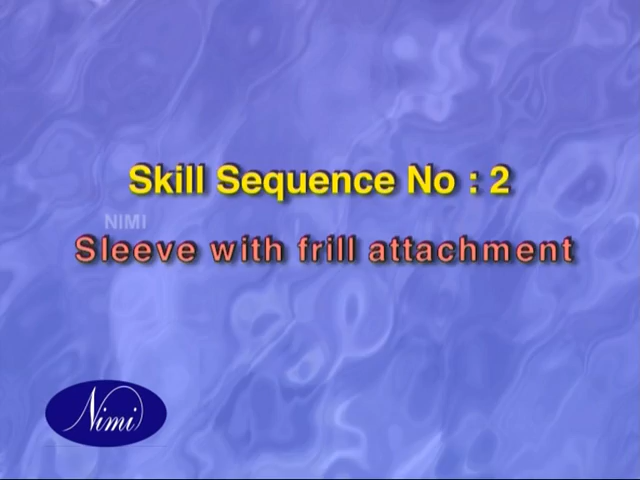 Skill Sequence No : 2
NIMI
Sleeve with frill attachment
Nimi